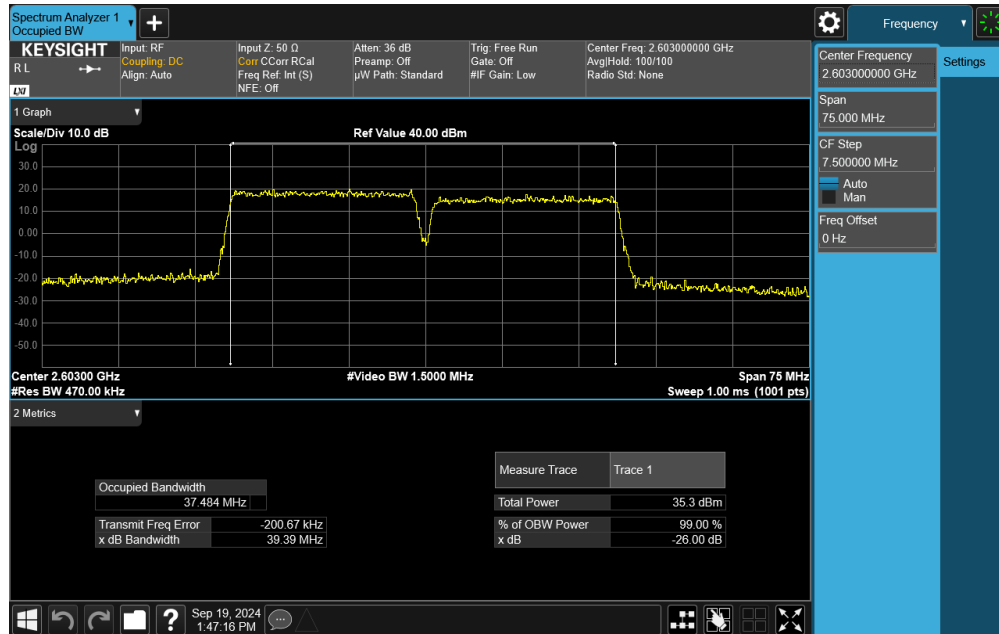 Spectrum Analyzer 1
Occupied BW
Frequency
KEYSIGHT
R L
LXI
Input: RF
Coupling: DC
Align: Auto
Input Z: 50 Ω
Corr CCorr RCal
Freq Ref: Int (S)
NFE: Off
Atten: 36 dB
Preamp: Off
µW Path: Standard
Trig: Free Run
Gate: Off
#IF Gain: Low
Center Freq: 2.603000000 GHz
Avg|Hold: 100/100
Radio Std: None
Center Frequency
2.603000000 GHz
Settings
Span
75.000 MHz
CF Step
7.500000 MHz
Auto
Man
Freq Offset
0 Hz
1 Graph
Scale/Div 10.0 dB
Ref Value 40.00 dBm
Log
30.0
20.0
10.0
0.00
-10.0
-20.0
-30.0
-40.0
-50.0
Center 2.60300 GHz
#Video BW 1.5000 MHz
Span 75 MHz
#Res BW 470.00 kHz
Sweep 1.00 ms (1001 pts)
2 Metrics
Measure Trace Trace 1
Occupied Bandwidth
37.484 MHz
Total Power 35.3 dBm
Transmit Freq Error -200.67 kHz
% of OBW Power 99.00 %
x dB Bandwidth 39.39 MHz
x dB -26.00 dB
Sep 19, 2024
1:47:16 PM